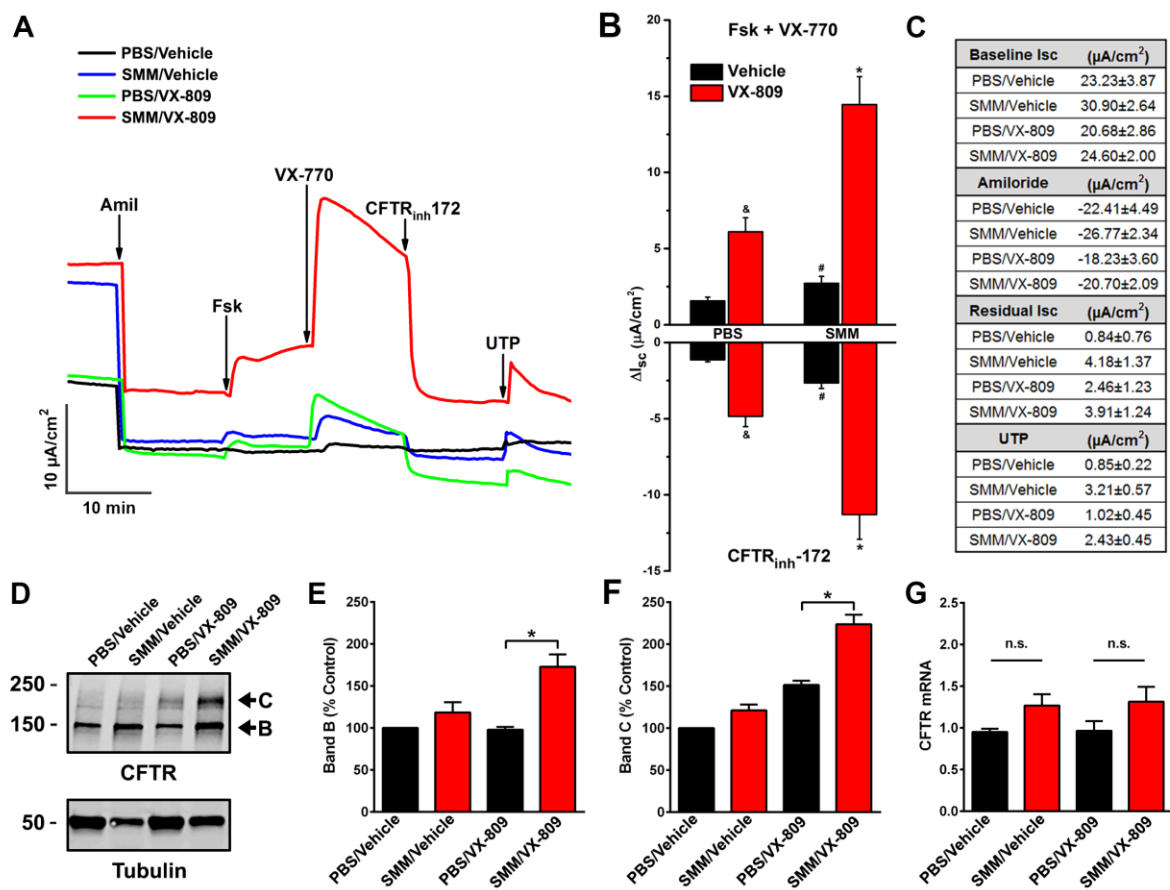 A
PBS/Vehicle
SMM/Vehicle
PBS/VX-809
SMM/VX-809
Amil
Fsk
VX-770
CFTRinh172
UTP
10 µA/cm2
10 min
B
Fsk + VX-770
Vehicle
VX-809
20
15
10
5
0
0
-5
-10
-15
ΔISC (µA/cm2)
PBS
SMM
&
#
*
&
#
*
CFTRinh-172
C
Baseline Isc (µA/cm2)
PBS/Vehicle 23.23±3.87
SMM/Vehicle 30.90±2.64
PBS/VX-809 20.68±2.86
SMM/VX-809 24.60±2.00
Amiloride (µA/cm2)
PBS/Vehicle -22.41±4.49
SMM/Vehicle -26.77±2.34
PBS/VX-809 -18.23±3.60
SMM/VX-809 -20.70±2.09
Residual Isc (µA/cm2)
PBS/Vehicle 0.84±0.76
SMM/Vehicle 4.18±1.37
PBS/VX-809 2.46±1.23
SMM/VX-809 3.91±1.24
UTP (µA/cm2)
PBS/Vehicle 0.85±0.22
SMM/Vehicle 3.21±0.57
PBS/VX-809 1.02±0.45
SMM/VX-809 2.43±0.45
D
PBS/Vehicle
SMM/Vehicle
PBS/VX-809
SMM/VX-809
250 -
150 -
C
B
CFTR
50 -
Tubulin
E
Band B (% Control)
250
200
150
100
50
0
*
PBS/Vehicle
SMM/Vehicle
PBS/VX-809
SMM/VX-809
F
Band C (% Control)
250
200
150
100
50
0
*
PBS/Vehicle
SMM/Vehicle
PBS/VX-809
SMM/VX-809
G
CFTR mRNA
2.5
2.0
1.5
1.0
0.5
0.0
n.s.
n.s.
PBS/Vehicle
SMM/Vehicle
PBS/VX-809
SMM/VX-809